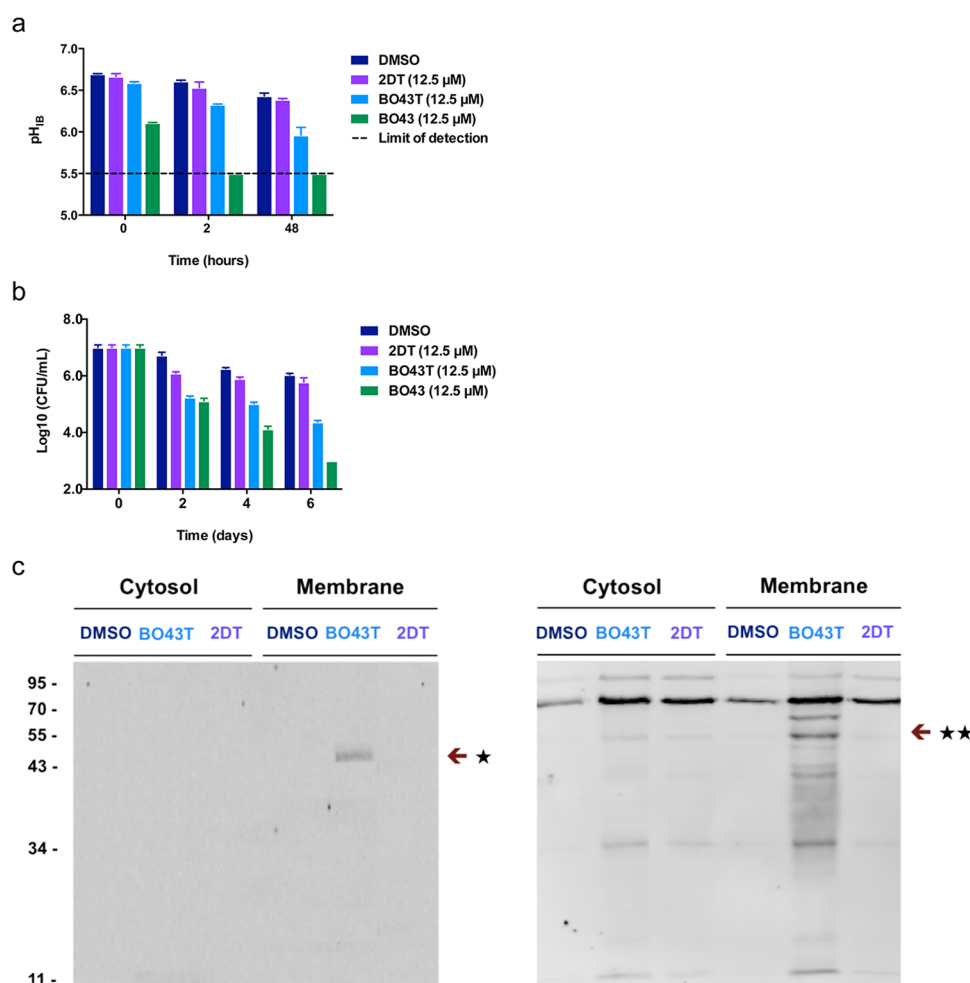 a
7.0
6.5
6.0
5.5
5.0
pH_IB
0
2
48
Time (hours)
DMSO
2DT (12.5 µM)
BO43T (12.5 µM)
BO43 (12.5 µM)
Limit of detection
b
8.0
6.0
4.0
2.0
Log10 (CFU/mL)
0
2
4
6
Time (days)
DMSO
2DT (12.5 µM)
BO43T (12.5 µM)
BO43 (12.5 µM)
c
Cytosol Membrane
DMSO BO43T 2DT DMSO BO43T 2DT
95 -
70 -
55 -
43 -
34 -
11 -
★
Cytosol Membrane
DMSO BO43T 2DT DMSO BO43T 2DT
★★